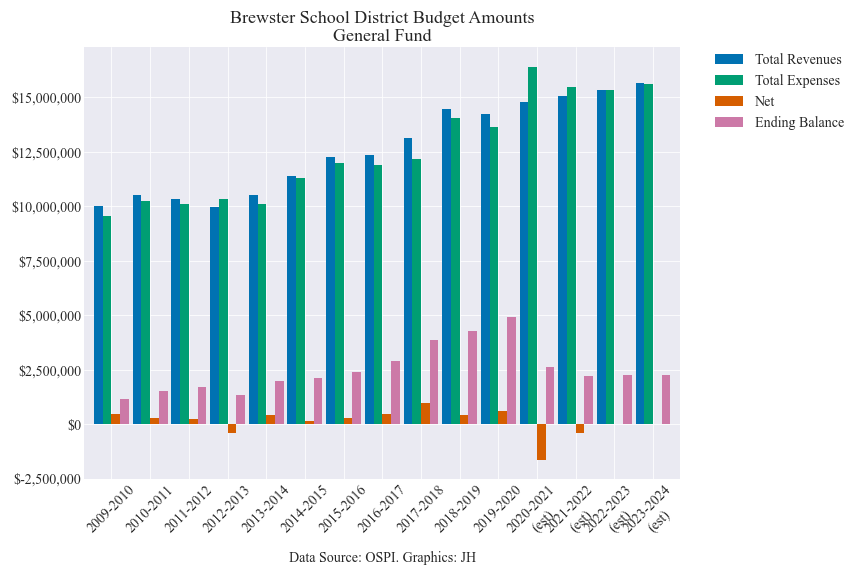 Brewster School District Budget Amounts
General Fund
Total Revenues
Total Expenses
Net
Ending Balance
$15,000,000
$12,500,000
$10,000,000
$7,500,000
$5,000,000
$2,500,000
$0
$-2,500,000
2009-2010
2010-2011
2011-2012
2012-2013
2013-2014
2014-2015
2015-2016
2016-2017
2017-2018
2018-2019
2019-2020
2020-2021
(est)
2021-2022
(est)
2022-2023
(est)
2023-2024
(est)
Data Source: OSPI. Graphics: JH